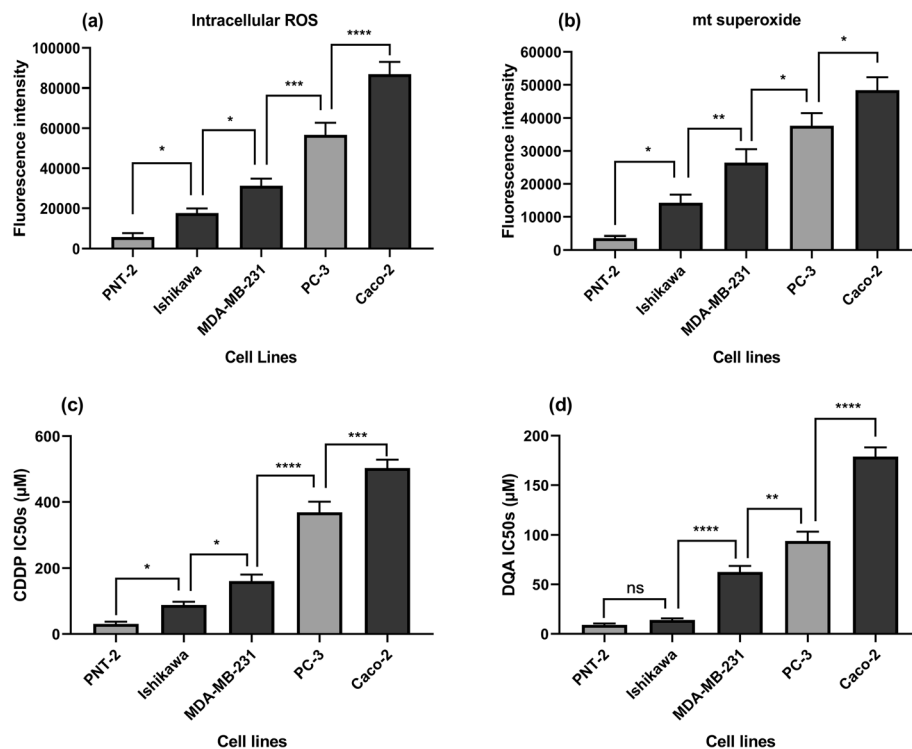 (a)
Intracellular ROS
Fluorescence intensity
100000
80000
60000
40000
20000
0
*
*
***
****
PNT-2
Ishikawa
MDA-MB-231
PC-3
Caco-2
Cell Lines
(b)
mt superoxide
Fluorescence intensity
60000
50000
40000
30000
20000
10000
0
*
**
*
*
PNT-2
Ishikawa
MDA-MB-231
PC-3
Caco-2
Cell lines
(c)
CDDP IC50s (µM)
600
400
200
0
*
*
****
***
PNT-2
Ishikawa
MDA-MB-231
PC-3
Caco-2
Cell lines
(d)
DQA IC50s (µM)
200
150
100
50
0
ns
****
**
****
PNT-2
Ishikawa
MDA-MB-231
PC-3
Caco-2
Cell lines